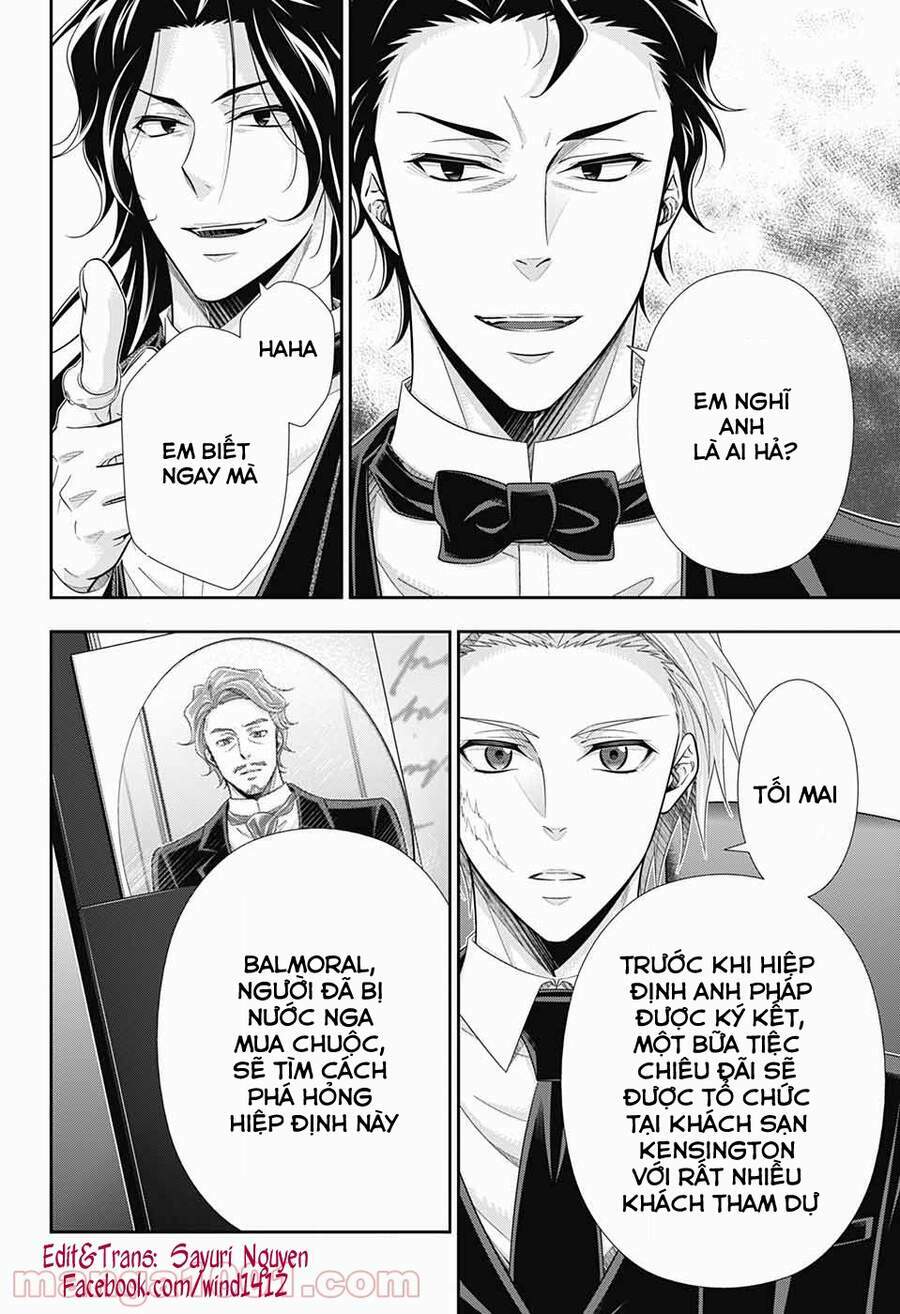 EM NGHĨ
ANH
LÀ AI HẢ?
HAHA
EM BIẾT
NGAY MÀ
TỐI MAI
TRƯỚC KHI HIỆP
ĐỊNH ANH PHÁP
ĐƯỢC KÝ KẾT,
MỘT BỮA TIỆC
CHIÊU ĐÃI SẼ
ĐƯỢC TỔ CHỨC
TẠI KHÁCH SẠN
KENSINGTON
VỚI RẤT NHIỀU
KHÁCH THAM DỰ
BALMORAL,
NGƯỜI ĐÃ BỊ
NƯỚC NGA
MUA CHUỘC,
SẼ TÌM CÁCH
PHÁ HỎNG
HIỆP ĐỊNH NÀY
Edit&Trans: Sayuri Nguyen
Facebook.com/wind1412